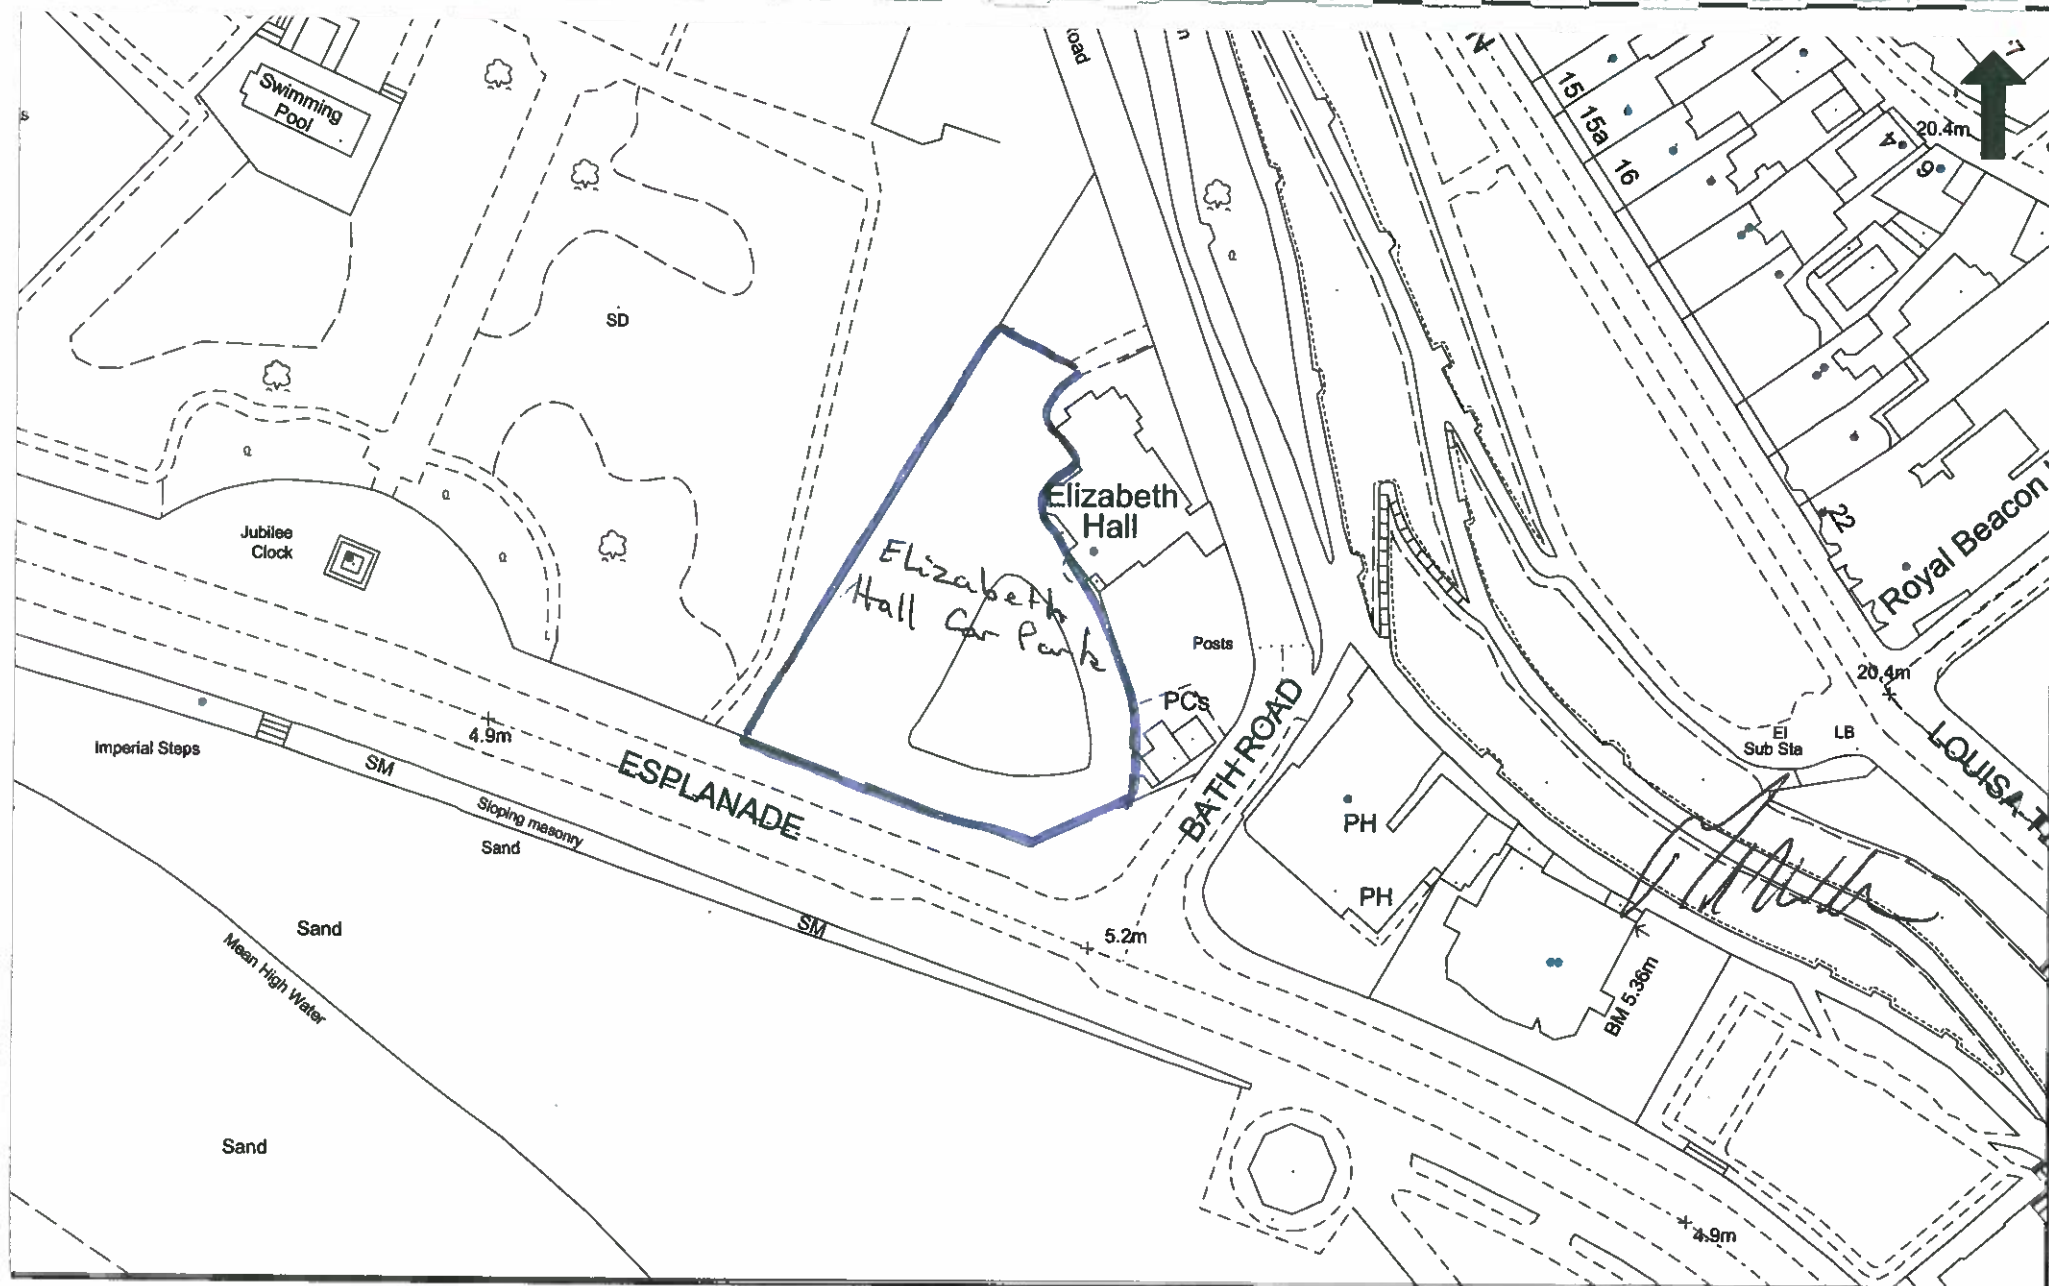 Swimming
Pool
s
oad
n
15
15a
16
7
20.4m
4
6
SD
Jubilee
Clock
Elizabeth
Hall
Elizabeth
Hall Car Park
22
Royal Beacon
Posts
PCs
20.4m
El
Sub Sta
LB
LOUISA
Imperial Steps
4.9m
SM
ESPLANADE
BATH ROAD
Sloping masonry
Sand
PH
PH
SM
5.2m
Sand
Mean High Water
BM 5.36m
Sand
4.9m